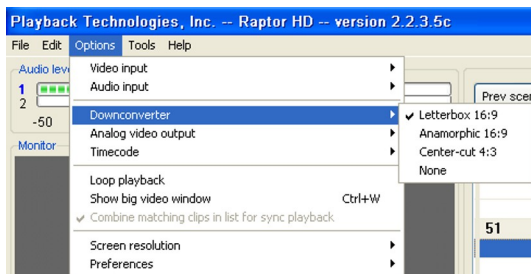 Playback Technologies, Inc. -- Raptor HD -- version 2.2.3.5c
File Edit Options Tools Help
Audio leve
1
2
-50
Monitor
Video input
Audio input
Downconverter
Analog video output
Timecode
Loop playback
Show big video window Ctrl+W
Combine matching clips in list for sync playback
Screen resolution
Preferences
Letterbox 16:9
Anamorphic 16:9
Center-cut 4:3
None
Prev scen
51